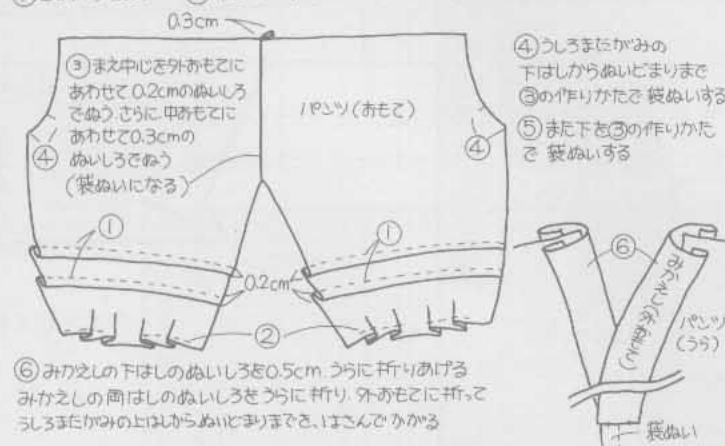 0.3cm
③まえ中心を外おもてに
あわせて0.2cmのぬいしろ
でぬう.さらに.中おもてに
あわせて0.3cmの
ぬいしろでぬう
(袋ぬいになる)
パンツ(おもて)
④うしろまたがみの
下はしからぬいどまりまで
③の作りかたで袋ぬいする
⑤また下を③の作りかた
で袋ぬいする
④
④
①
①
0.2cm
②
⑥
みかえし(外おもて)
パンツ
(うら)
袋ぬい
⑥みかえしの下はしのぬいしろを0.5cmうらに折りあげる
みかえしの両はしのぬいしろをうらに折り.外おもてに折って
うしろまたがみの上はしからぬいどまりまでを、はさんでかがる